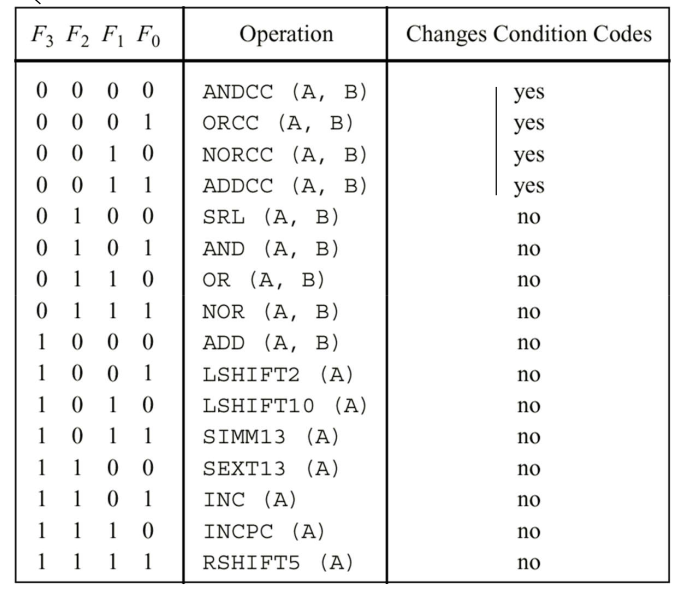 F3 F2 F1 F0 Operation Changes Condition Codes
0 0 0 0 ANDCC (A, B) yes
0 0 0 1 ORCC (A, B) yes
0 0 1 0 NORCC (A, B) yes
0 0 1 1 ADDCC (A, B) yes
0 1 0 0 SRL (A, B) no
0 1 0 1 AND (A, B) no
0 1 1 0 OR (A, B) no
0 1 1 1 NOR (A, B) no
1 0 0 0 ADD (A, B) no
1 0 0 1 LSHIFT2 (A) no
1 0 1 0 LSHIFT10 (A) no
1 0 1 1 SIMM13 (A) no
1 1 0 0 SEXT13 (A) no
1 1 0 1 INC (A) no
1 1 1 0 INCPC (A) no
1 1 1 1 RSHIFT5 (A) no